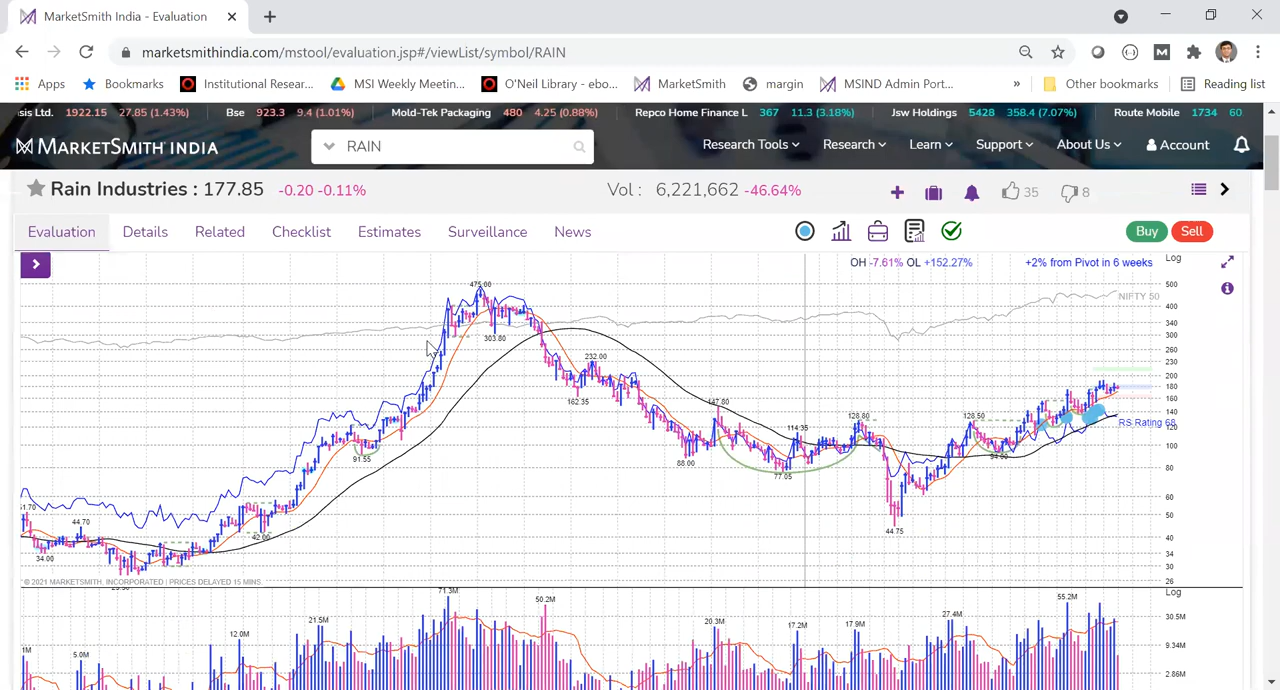 MarketSmith India - Evaluation
marketsmithindia.com/mstool/evaluation.jsp#/viewList/symbol/RAIN
Apps Bookmarks Institutional Resear... MSI Weekly Meetin... O'Neil Library - ebo... MarketSmith margin MSIND Admin Port... » Other bookmarks Reading list
sis Ltd. 1922.15 27.85 (1.43%) Bse 923.3 9.4 (1.01%) Mold-Tek Packaging 480 4.25 (0.88%) Repco Home Finance L 367 11.3 (3.18%) Jsw Holdings 5428 358.4 (7.07%) Route Mobile 1734 60
MARKETSMITH INDIA RAIN Research Tools Research Learn Support About Us Account
Rain Industries : 177.85 -0.20 -0.11% Vol : 6,221,662 -46.64% 35 8
Evaluation Details Related Checklist Estimates Supply Surveillance News Buy Sell
OH -7.61% OL +152.27% +2% from Pivot in 6 weeks Log
475.00 500
NIFTY 50
400
303.80 340
300
232.00 260
230
200
162.35 180
147.80 160
128.80 128.50 140
RS Rating 68
114.35 120
91.55 88.00 94.00 100
77.05 80
60
51.70 44.70 42.00 44.75 50
40
34.00 34
30
© 2021 MARKETSMITH, INCORPORATED | PRICES DELAYED 15 MINS. 26
71.3M Log
50.2M 55.2M
21.5M 20.3M 27.4M 30.5M
12.0M 17.2M 17.9M
1M 5.0M 9.34M
2.86M